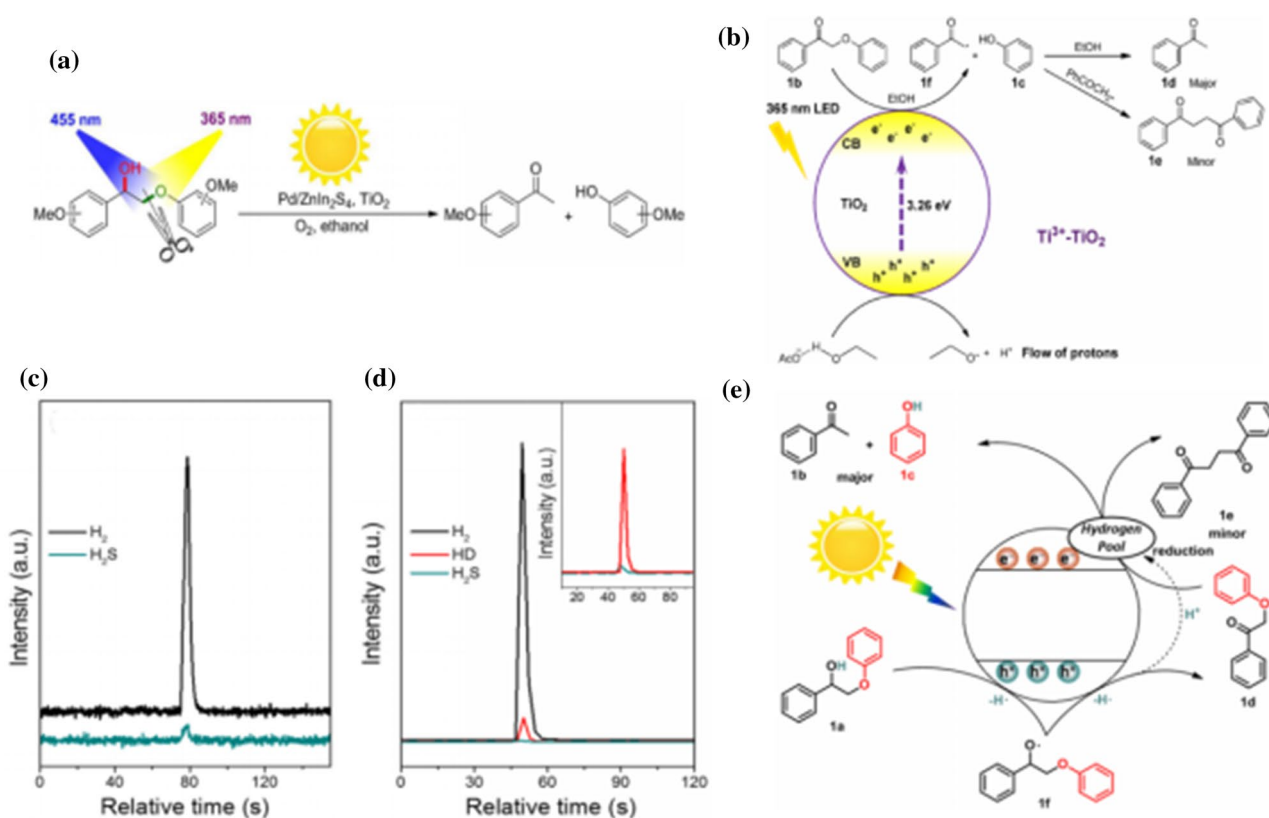 (a)
455 nm
365 nm
OH
O
OMe
MeO
Pd/ZnIn₂S₄, TiO₂
O₂, ethanol
O
MeO
+
HO
OMe
(b)
O
O
1b
O
1f
+
HO
1c
EtOH
O
1d Major
PhCOCH₂·
O
O
1e
Minor
365 nm LED
EtOH
e⁻ e⁻ e⁻ e⁻
CB
TiO₂
3.26 eV
Ti³⁺-TiO₂
VB
h⁺ h⁺ h⁺ h⁺
AcO⁻ H O
O⁻ + H⁺ Flow of protons
(c)
Intensity (a.u.)
H₂
H₂S
0 40 80 120
Relative time (s)
(d)
Intensity (a.u.)
H₂
HD
H₂S
Intensity (a.u.)
20 40 60 80
0 30 60 90 120
Relative time (s)
(e)
O
1b
+
OH
1c
major
O
O
1e
minor
Hydrogen
Pool
reduction
e⁻ e⁻ e⁻
H⁺
O
O
1d
h⁺ h⁺ h⁺
-H·
-H·
OH
O
1a
O·
O
1f